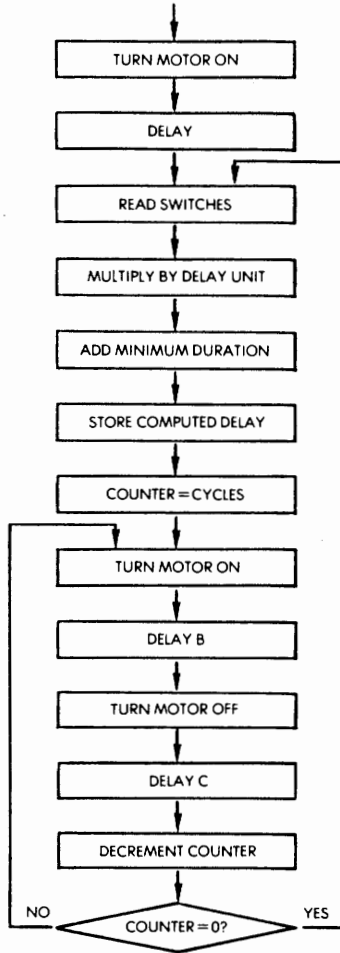 TURN MOTOR ON
DELAY
READ SWITCHES
MULTIPLY BY DELAY UNIT
ADD MINIMUM DURATION
STORE COMPUTED DELAY
COUNTER=CYCLES
TURN MOTOR ON
DELAY B
TURN MOTOR OFF
DELAY C
DECREMENT COUNTER
NO
YES
COUNTER=0?